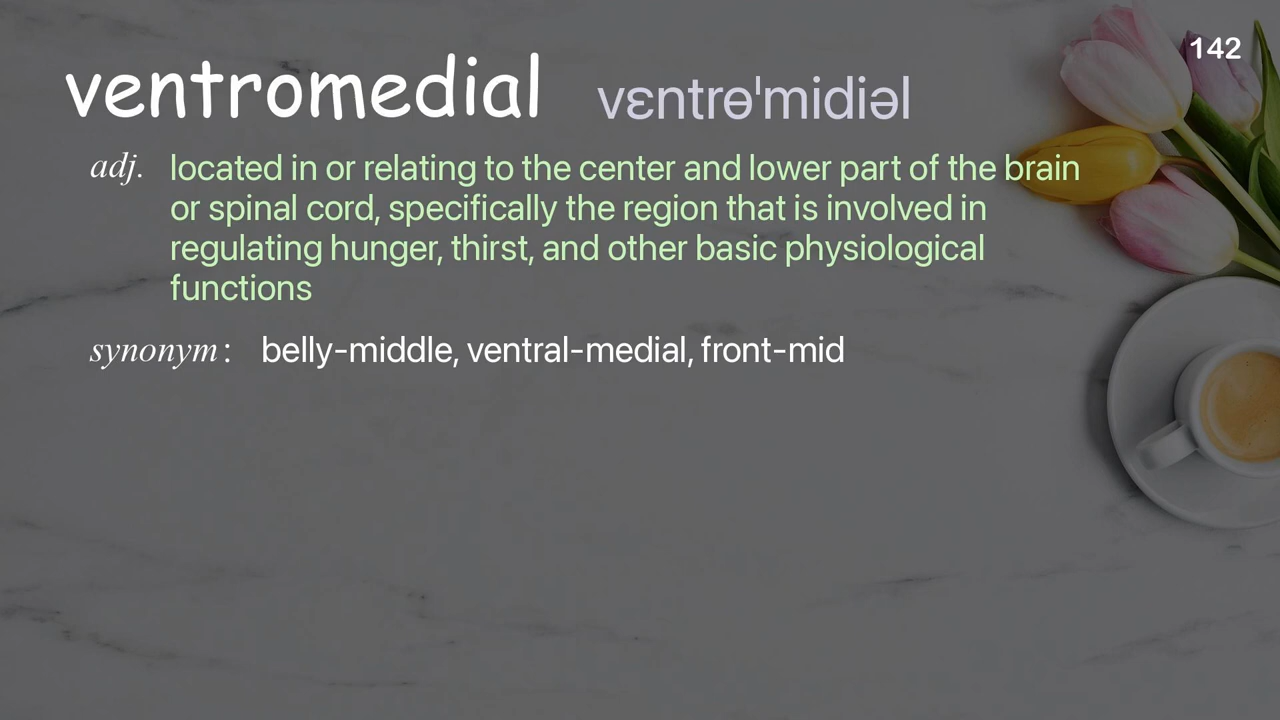 142
ventromedial vɛntrɵˈmidiəl
adj. located in or relating to the center and lower part of the brain
or spinal cord, specifically the region that is involved in
regulating hunger, thirst, and other basic physiological
functions
synonym: belly-middle, ventral-medial, front-mid